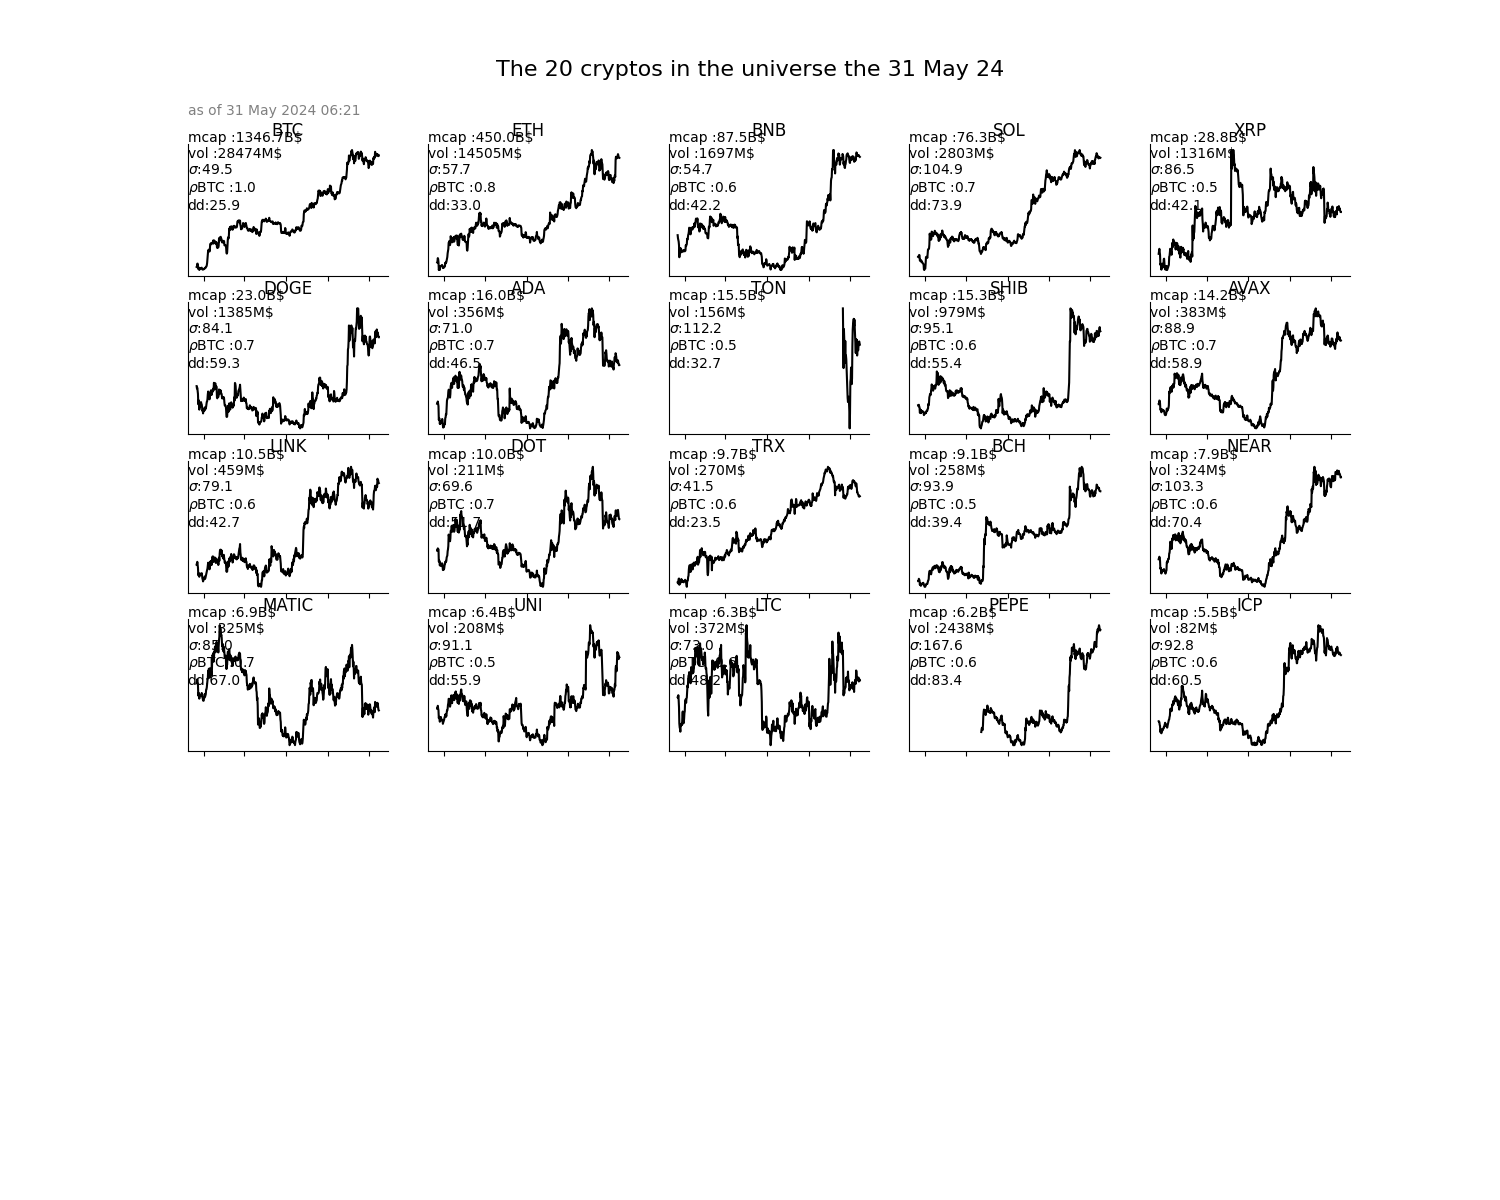 The 20 cryptos in the universe the 31 May 24
as of 31 May 2024 06:21
BTC
mcap :1346.7B$
vol :28474M$
σ:49.5
ρBTC :1.0
dd:25.9
ETH
mcap :450.0B$
vol :14505M$
σ:57.7
ρBTC :0.8
dd:33.0
BNB
mcap :87.5B$
vol :1697M$
σ:54.7
ρBTC :0.6
dd:42.2
SOL
mcap :76.3B$
vol :2803M$
σ:104.9
ρBTC :0.7
dd:73.9
XRP
mcap :28.8B$
vol :1316M$
σ:86.5
ρBTC :0.5
dd:42.1
DOGE
mcap :23.0B$
vol :1385M$
σ:84.1
ρBTC :0.7
dd:59.3
ADA
mcap :16.0B$
vol :356M$
σ:71.0
ρBTC :0.7
dd:46.5
TON
mcap :15.5B$
vol :156M$
σ:112.2
ρBTC :0.5
dd:32.7
SHIB
mcap :15.3B$
vol :979M$
σ:95.1
ρBTC :0.6
dd:55.4
AVAX
mcap :14.2B$
vol :383M$
σ:88.9
ρBTC :0.7
dd:58.9
LINK
mcap :10.5B$
vol :459M$
σ:79.1
ρBTC :0.6
dd:42.7
DOT
mcap :10.0B$
vol :211M$
σ:69.6
ρBTC :0.7
TRX
mcap :9.7B$
vol :270M$
σ:41.5
ρBTC :0.6
dd:23.5
BCH
mcap :9.1B$
vol :258M$
σ:93.9
ρBTC :0.5
dd:39.4
NEAR
mcap :7.9B$
vol :324M$
σ:103.3
ρBTC :0.6
dd:70.4
MATIC
mcap :6.9B$
vol :325M$
ρBTC :0.7
dd:67.0
UNI
mcap :6.4B$
vol :208M$
σ:91.1
ρBTC :0.5
dd:55.9
LTC
mcap :6.3B$
vol :372M$
σ:73.0
dd:48.2
PEPE
mcap :6.2B$
vol :2438M$
σ:167.6
ρBTC :0.6
dd:83.4
ICP
mcap :5.5B$
vol :82M$
σ:92.8
ρBTC :0.6
dd:60.5